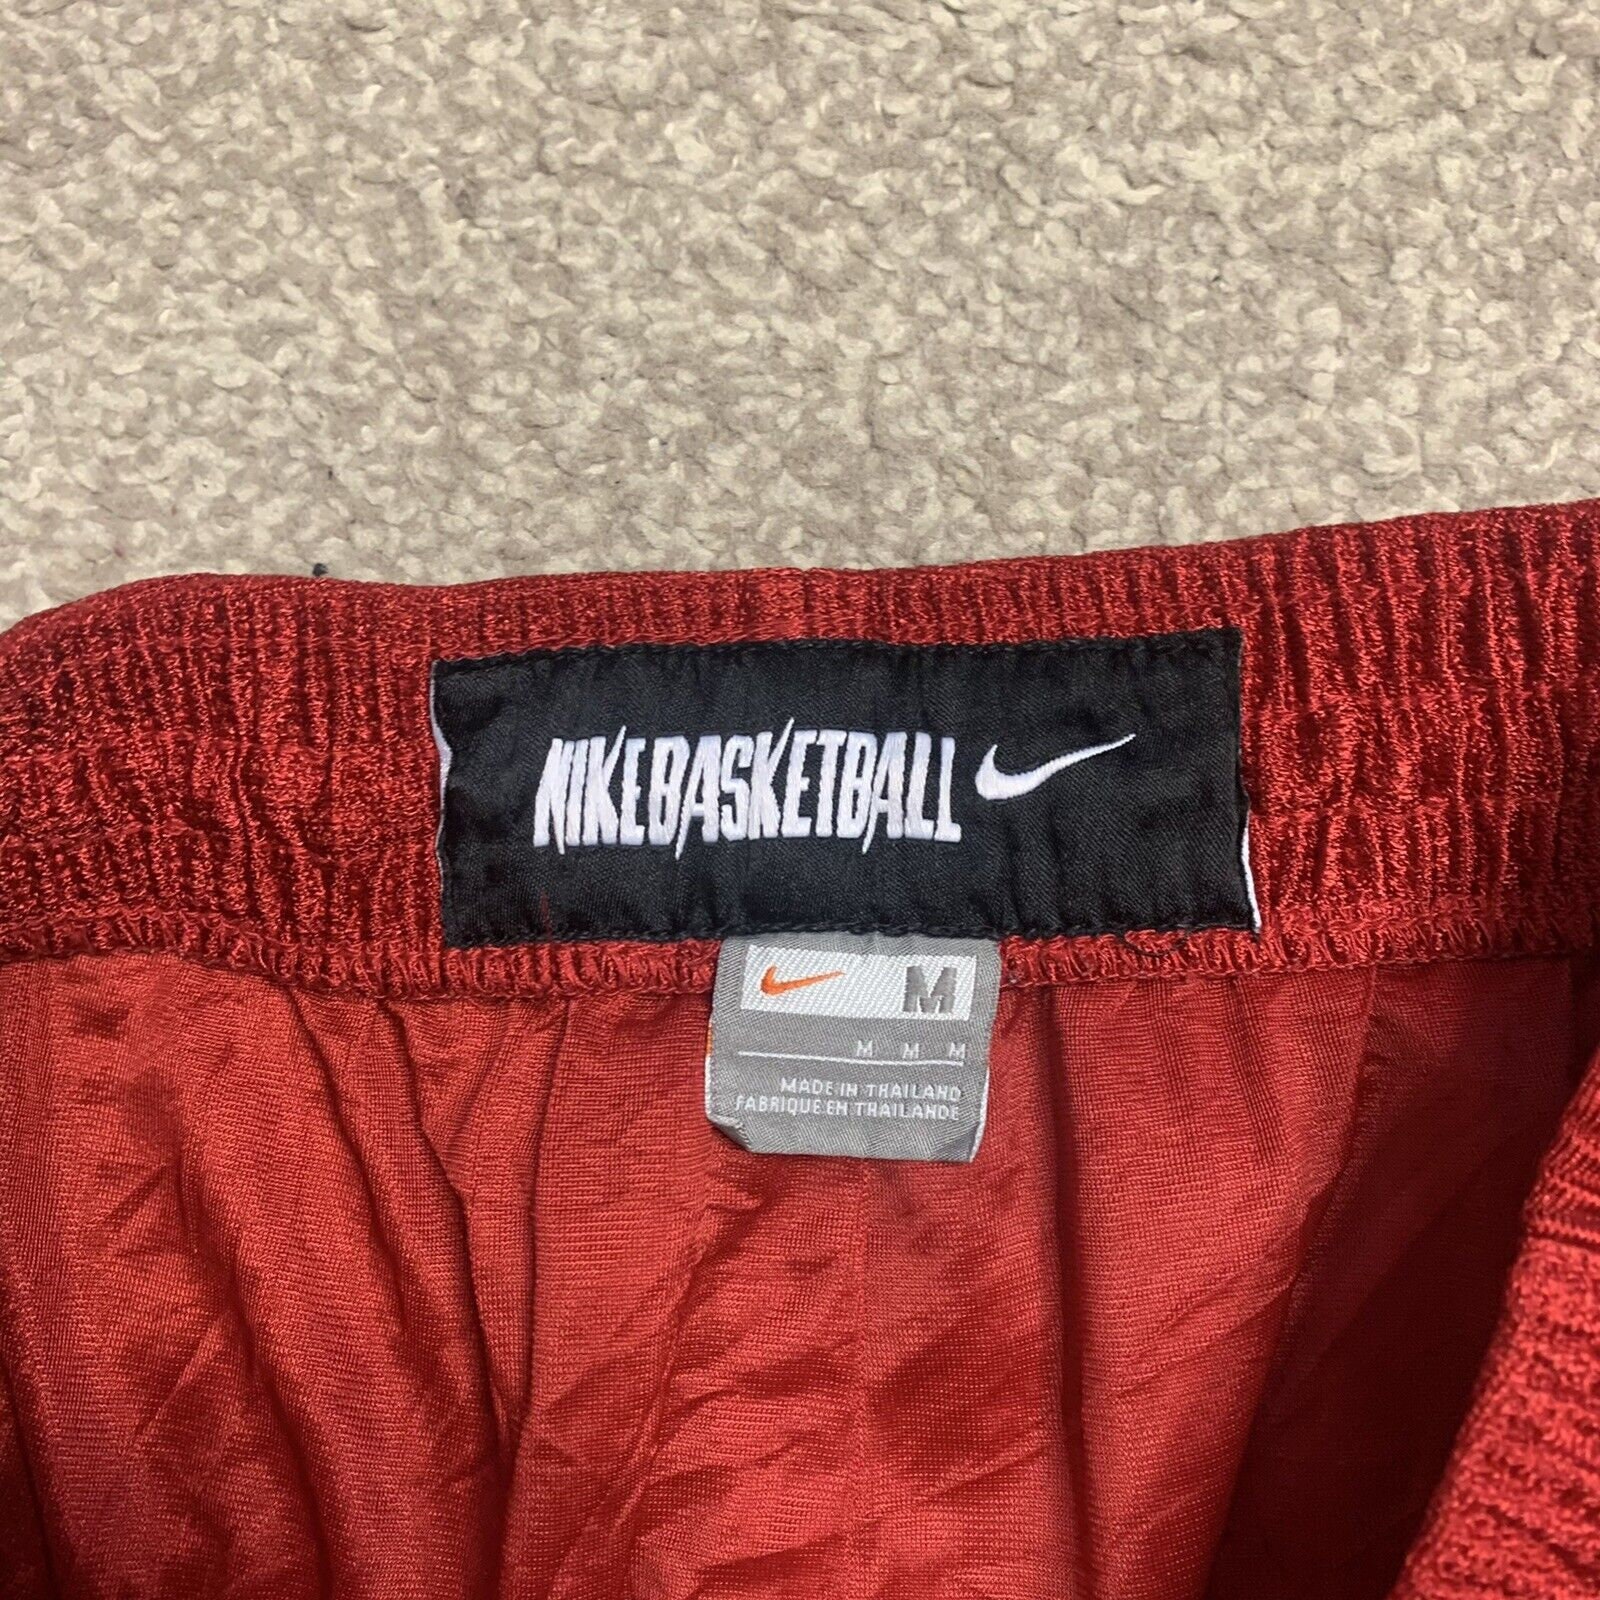 NIKEBASKETBALL
M
M M M
MADE IN THAILAND
FABRIQUE EN THAILANDE